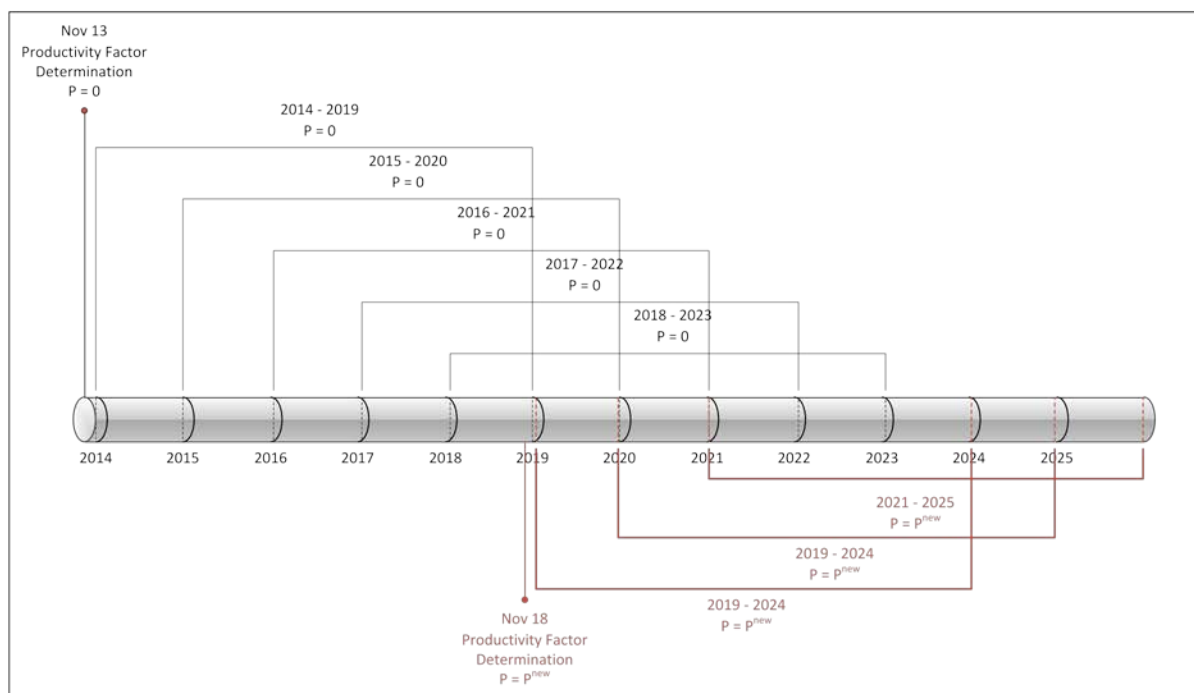 Nov 13
Productivity Factor
Determination
P = 0
2014 - 2019
P = 0
2015 - 2020
P = 0
2016 - 2021
P = 0
2017 - 2022
P = 0
2018 - 2023
P = 0
2014 2015 2016 2017 2018 2019 2020 2021 2022 2023 2024 2025
2021 - 2025
P = P^new
2019 - 2024
P = P^new
2019 - 2024
P = P^new
Nov 18
Productivity Factor
Determination
P = P^new